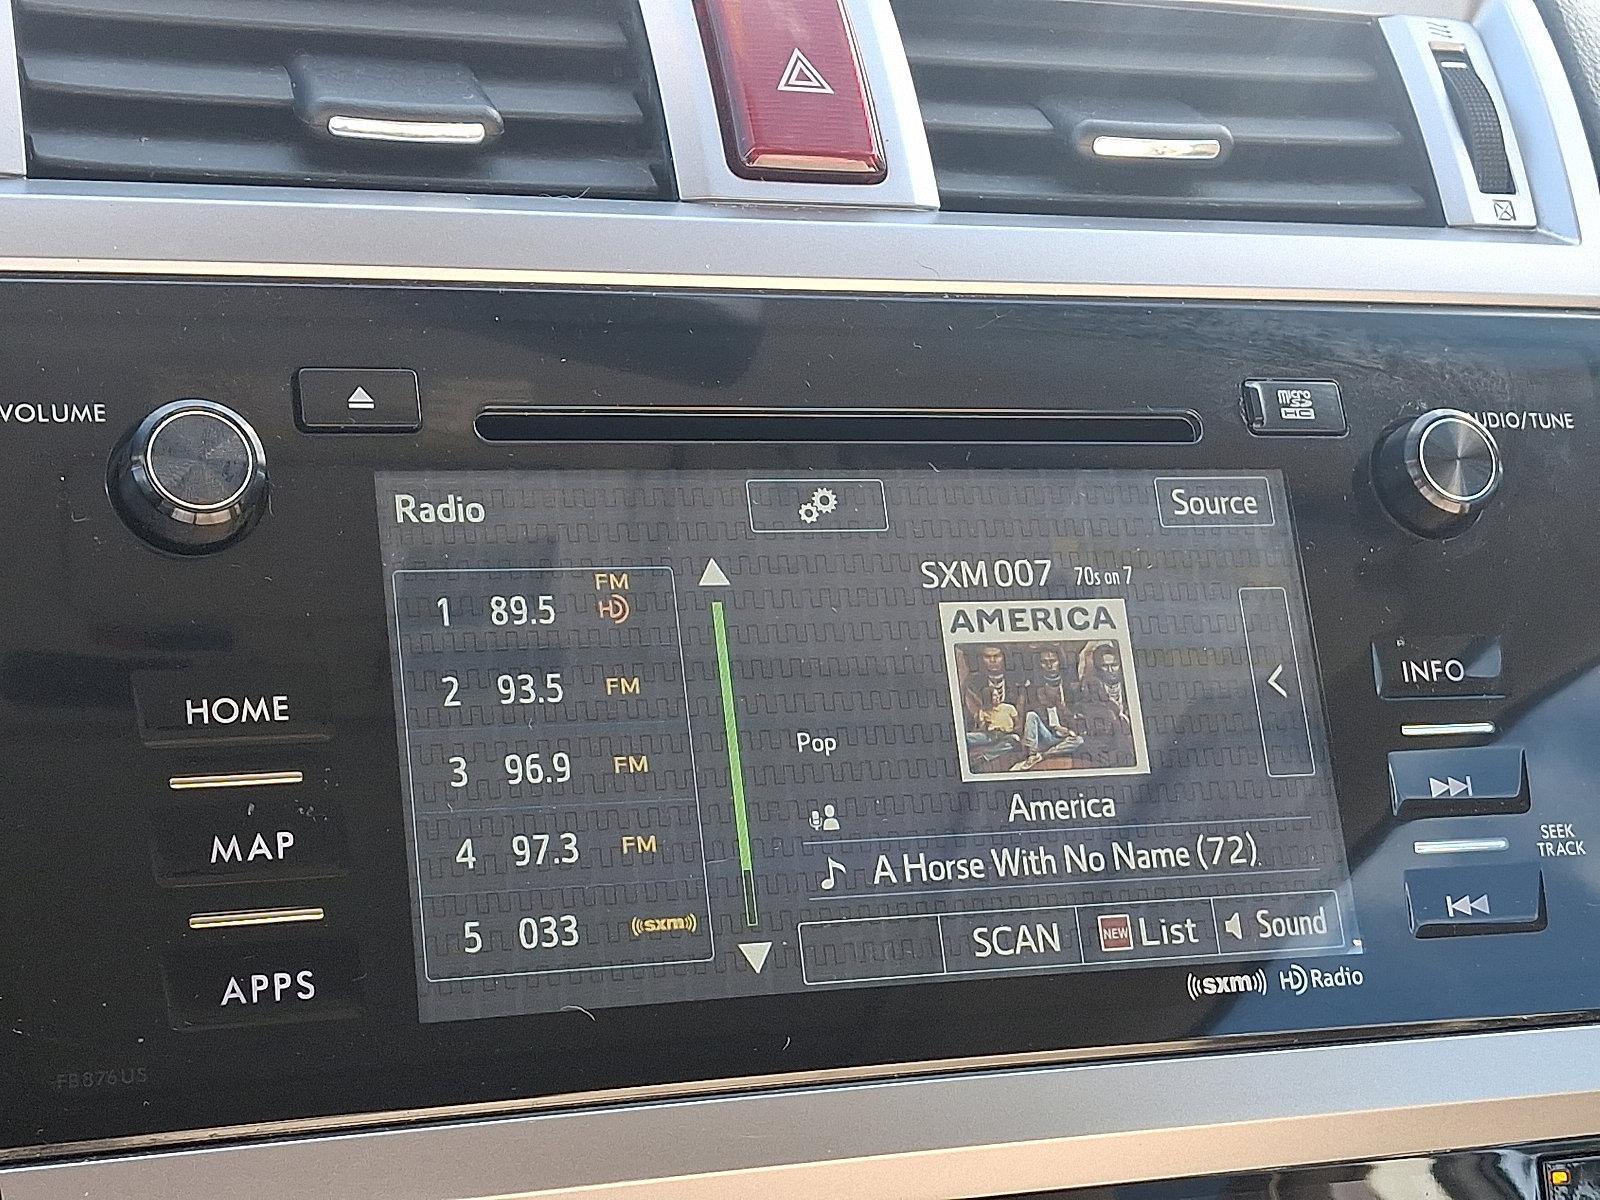 VOLUME
micro
SD
HC
AUDIO/TUNE
Radio
Source
FM
1 89.5 HD
2 93.5 FM
3 96.9 FM
4 97.3 FM
5 033 ((sxm))
SXM 007 70s on 7
AMERICA
Pop
America
A Horse With No Name (72)
SCAN
NEW List
Sound
((sxm)) HD Radio
HOME
MAP
APPS
INFO
SEEK
TRACK
FB876US